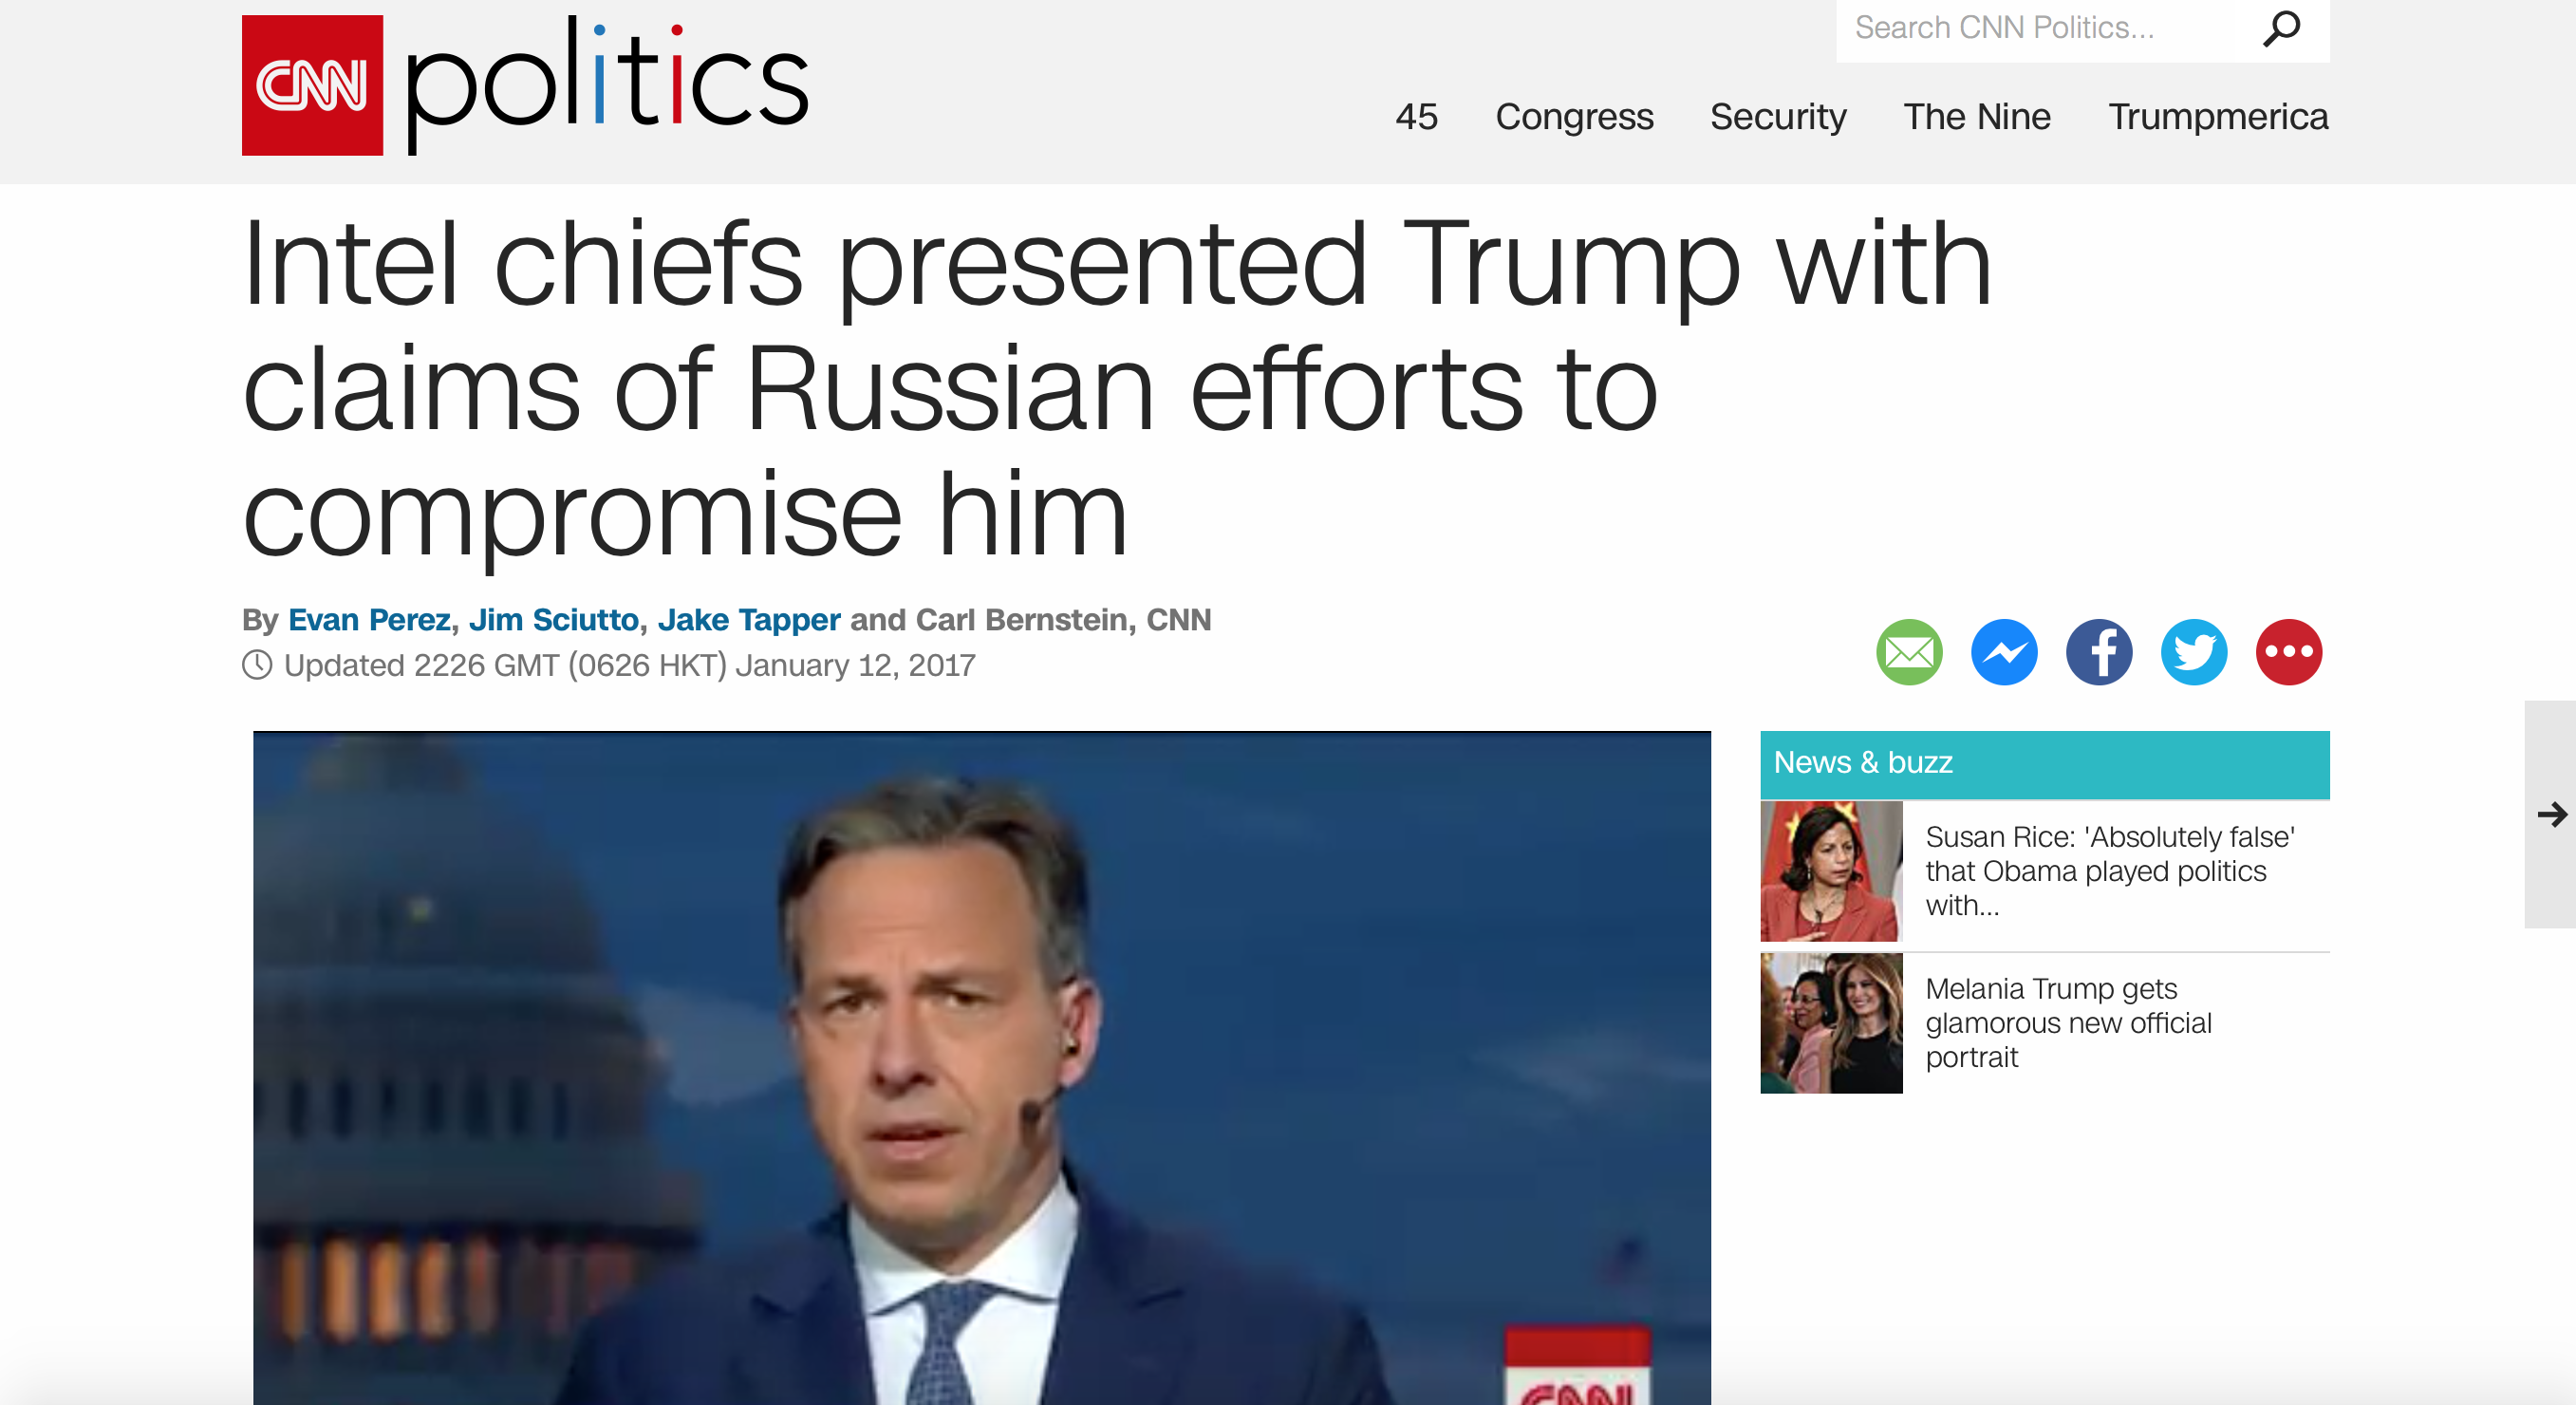 CNN politics
Search CNN Politics...
45 Congress Security The Nine Trumpmerica
Intel chiefs presented Trump with
claims of Russian efforts to
compromise him
By Evan Perez, Jim Sciutto, Jake Tapper and Carl Bernstein, CNN
Updated 2226 GMT (0626 HKT) January 12, 2017
News & buzz
Susan Rice: 'Absolutely false'
that Obama played politics
with...
Melania Trump gets
glamorous new official
portrait
CNN